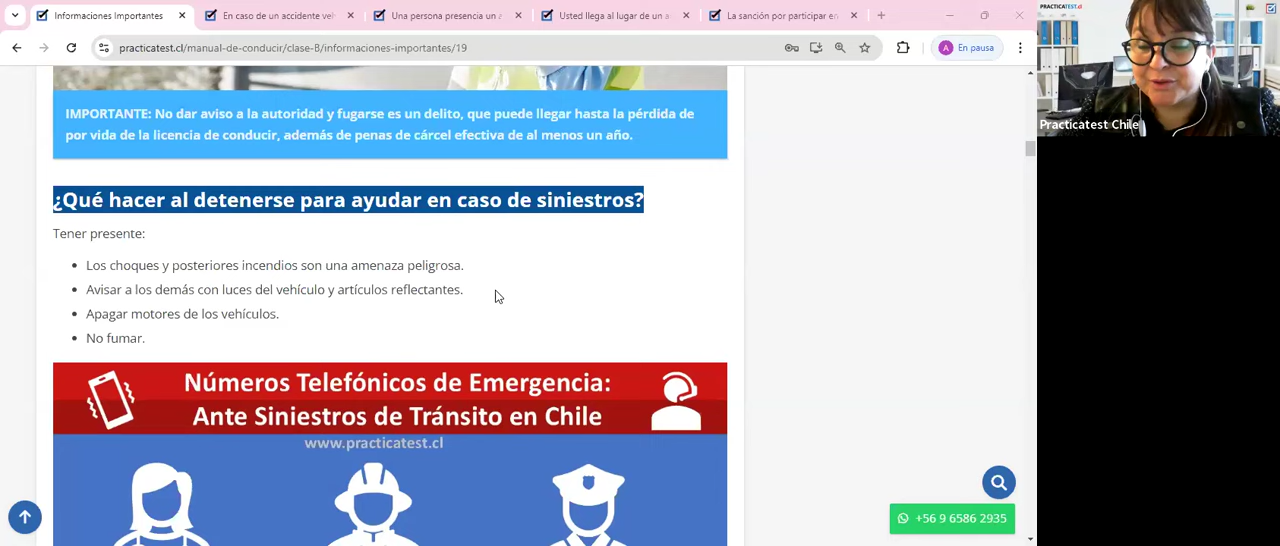 Informaciones Importantes
En caso de un accidente veh
Una persona presencia un a
Usted llega al lugar de un a
La sanción por participar en
practicatest.cl/manual-de-conducir/clase-B/informaciones-importantes/19
A
En pausa
PRACTICATEST.cl
Practicatest Chile
IMPORTANTE: No dar aviso a la autoridad y fugarse es un delito, que puede llegar hasta la pérdida de
por vida de la licencia de conducir, además de penas de cárcel efectiva de al menos un año.
¿Qué hacer al detenerse para ayudar en caso de siniestros?
Tener presente:
Los choques y posteriores incendios son una amenaza peligrosa.
Avisar a los demás con luces del vehículo y artículos reflectantes.
Apagar motores de los vehículos.
No fumar.
Números Telefónicos de Emergencia:
Ante Siniestros de Tránsito en Chile
www.practicatest.cl
+56 9 6586 2935